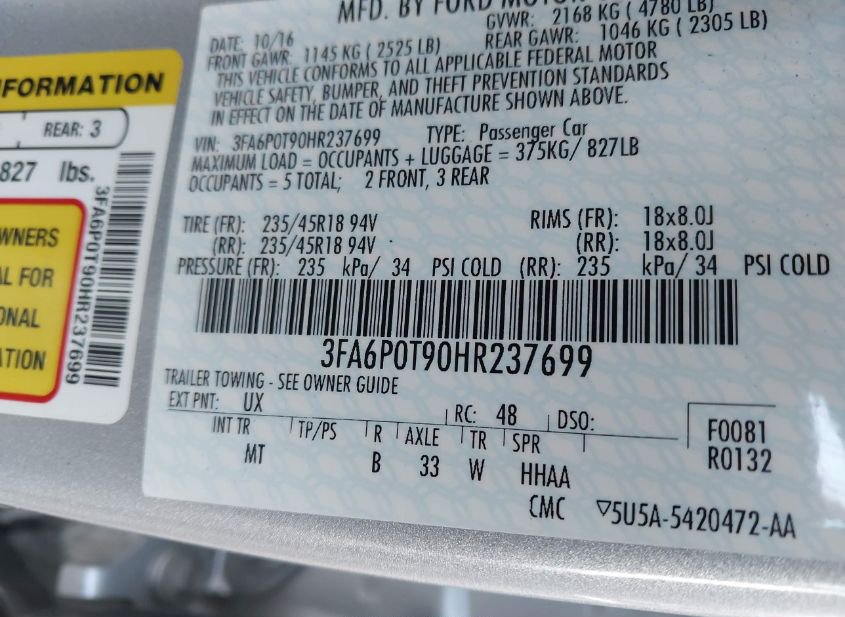 MFD. BY FORD MOTOR
DATE: 10/16 GVWR: 2168 KG ( 4780 LB)
FRONT GAWR: 1145 KG ( 2525 LB) REAR GAWR: 1046 KG ( 2305 LB)
THIS VEHICLE CONFORMS TO ALL APPLICABLE FEDERAL MOTOR
VEHICLE SAFETY, BUMPER, AND THEFT PREVENTION STANDARDS
IN EFFECT ON THE DATE OF MANUFACTURE SHOWN ABOVE.
VIN: 3FA6P0T90HR237699 TYPE: Passenger Car
MAXIMUM LOAD = OCCUPANTS + LUGGAGE = 375KG/ 827LB
OCCUPANTS = 5 TOTAL; 2 FRONT, 3 REAR
TIRE (FR): 235/45R18 94V RIMS (FR): 18x8.0J
(RR): 235/45R18 94V (RR): 18x8.0J
PRESSURE (FR): 235 kPa/ 34 PSI COLD (RR): 235 kPa/ 34 PSI COLD
3FA6P0T90HR237699
TRAILER TOWING - SEE OWNER GUIDE
EXT PNT: UX RC: 48 DSO:
INT TR TP/PS R AXLE TR SPR
MT B 33 W HHAA
CMC ▽5U5A-5420472-AA
F0081
R0132
NFORMATION
REAR: 3
827 lbs.
WNERS
AL FOR
ONAL
ATION
3FA6P0T90HR237699